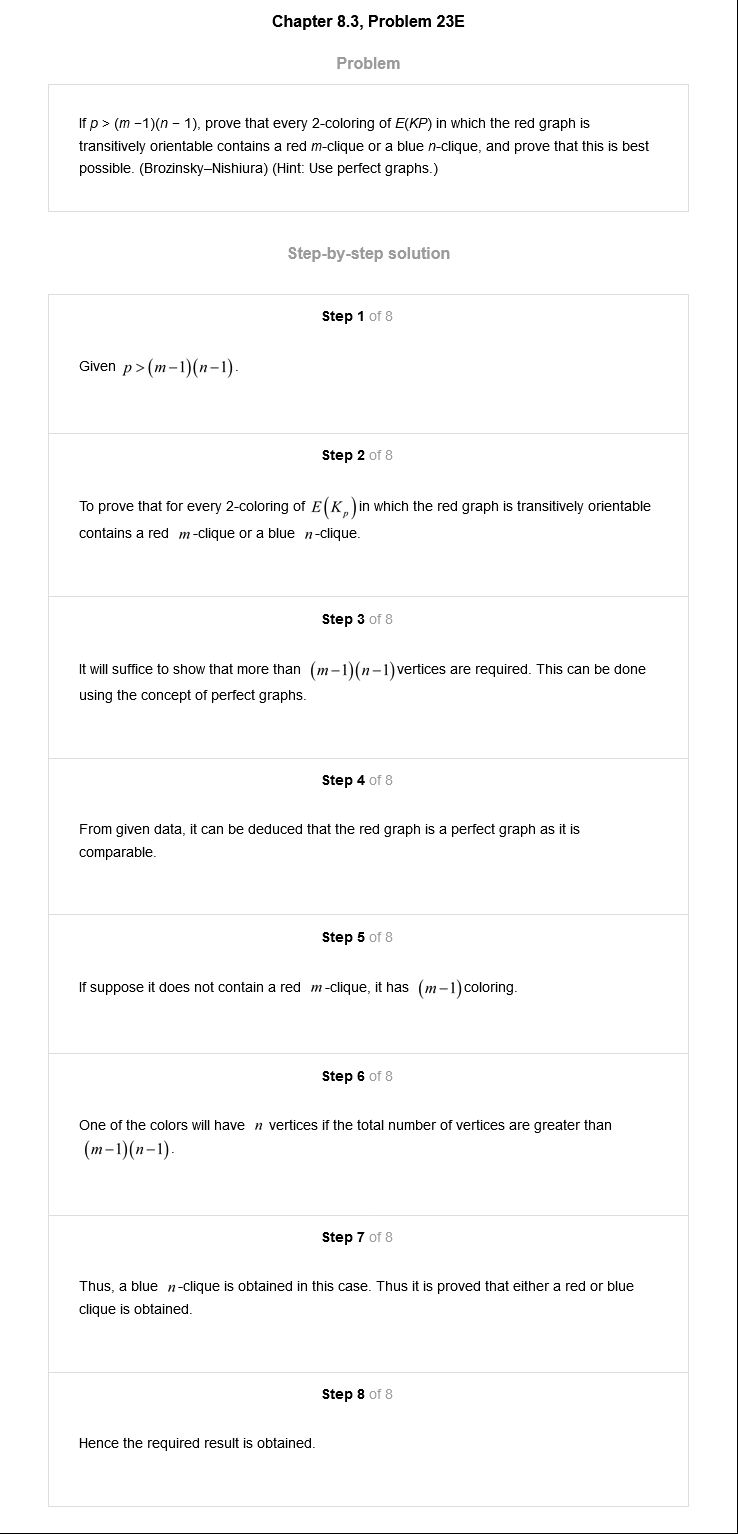 Chapter 8.3, Problem 23E
Problem
If p > (m −1)(n − 1), prove that every 2-coloring of E(KP) in which the red graph is
transitively orientable contains a red m-clique or a blue n-clique, and prove that this is best
possible. (Brozinsky–Nishiura) (Hint: Use perfect graphs.)
Step-by-step solution
Step 1 of 8
Given p > (m−1)(n−1).
Step 2 of 8
To prove that for every 2-coloring of E(K_p) in which the red graph is transitively orientable
contains a red m-clique or a blue n-clique.
Step 3 of 8
It will suffice to show that more than (m−1)(n−1) vertices are required. This can be done
using the concept of perfect graphs.
Step 4 of 8
From given data, it can be deduced that the red graph is a perfect graph as it is
comparable.
Step 5 of 8
If suppose it does not contain a red m-clique, it has (m−1) coloring.
Step 6 of 8
One of the colors will have n vertices if the total number of vertices are greater than
(m−1)(n−1).
Step 7 of 8
Thus, a blue n-clique is obtained in this case. Thus it is proved that either a red or blue
clique is obtained.
Step 8 of 8
Hence the required result is obtained.